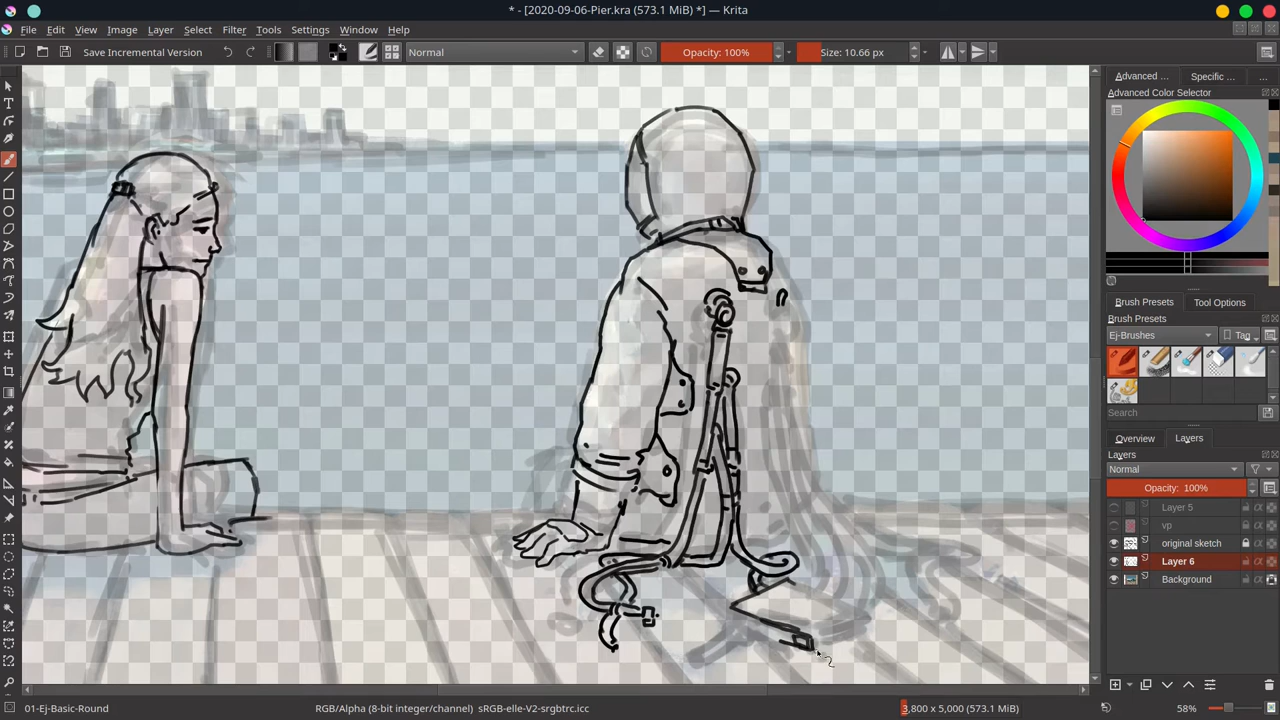 * - [2020-09-06-Pier.kra (573.1 MiB) *] — Krita
File Edit View Image Layer Select Filter Tools Settings Window Help
Save Incremental Version Normal Opacity: 100% Size: 10.66 px
Advanced ... Specific ... ...
Advanced Color Selector
Brush Presets Tool Options
Brush Presets
Ej-Brushes Tag
Search
Overview Layers
Layers
Normal
Opacity: 100%
Layer 5
vp
original sketch
Layer 6
Background
01-Ej-Basic-Round RGB/Alpha (8-bit integer/channel) sRGB-elle-V2-srgbtrc.icc 3,800 x 5,000 (573.1 MiB) 58%